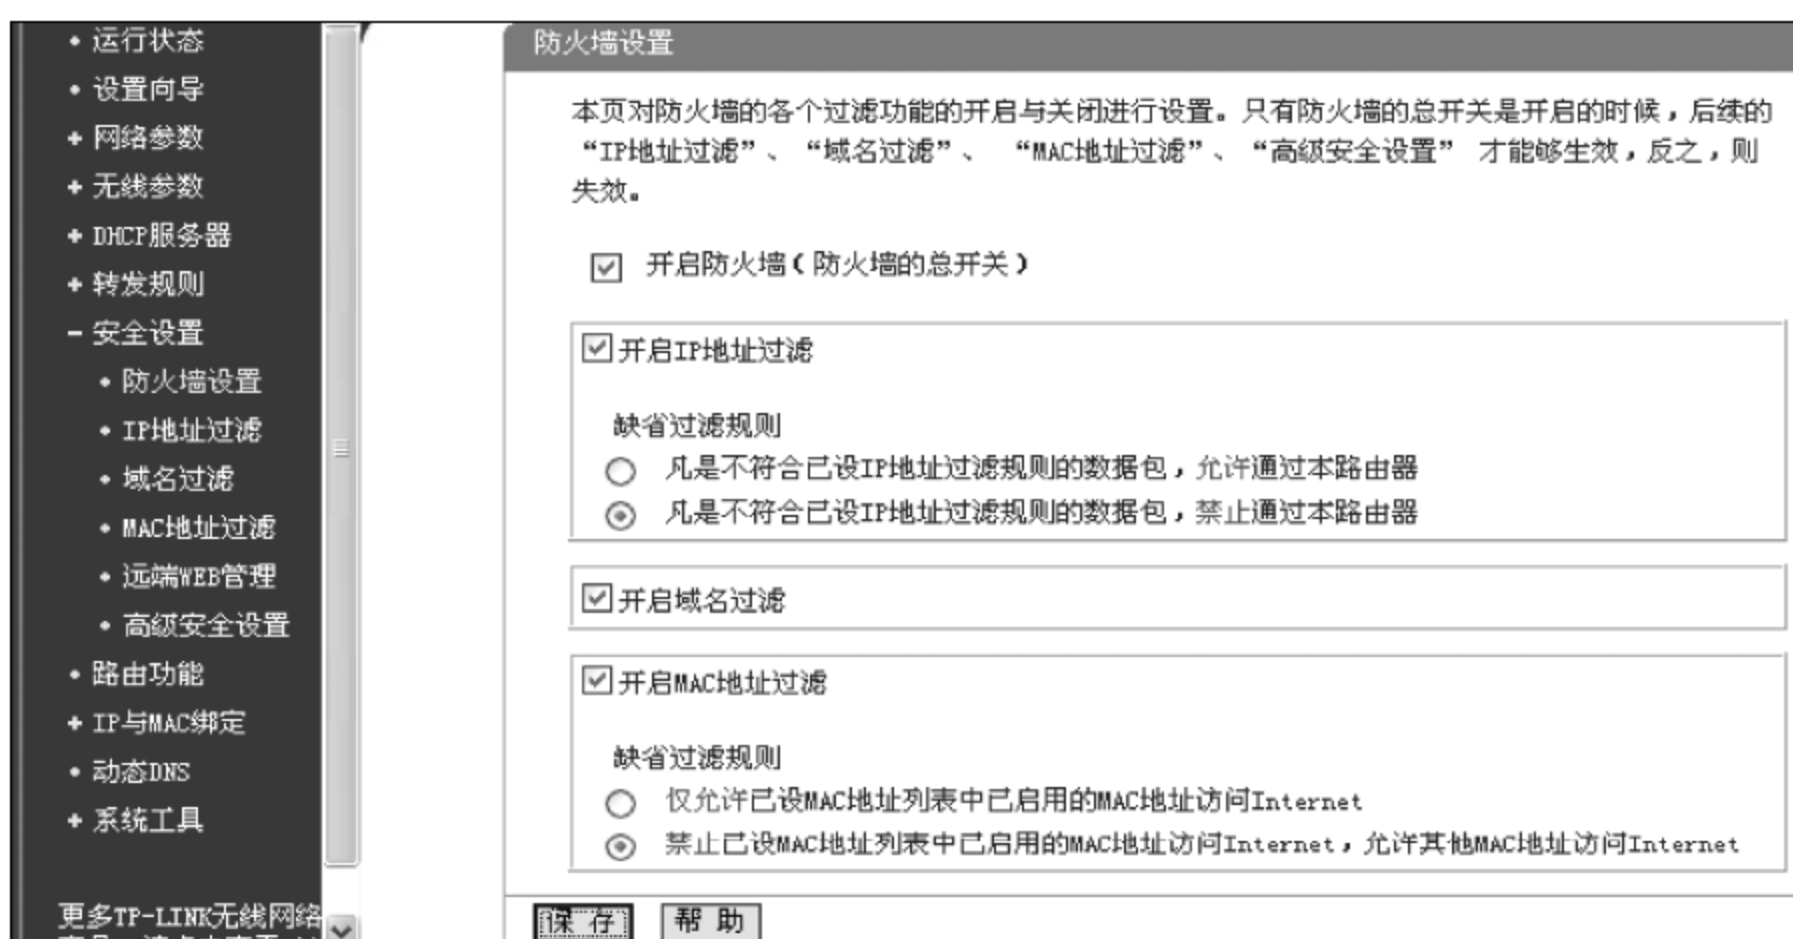 • 运行状态
• 设置向导
+ 网络参数
+ 无线参数
+ DHCP服务器
+ 转发规则
- 安全设置
• 防火墙设置
• IP地址过滤
• 域名过滤
• MAC地址过滤
• 远端WEB管理
• 高级安全设置
• 路由功能
+ IP与MAC绑定
• 动态DNS
+ 系统工具
更多TP-LINK无线网络
防火墙设置
本页对防火墙的各个过滤功能的开启与关闭进行设置。只有防火墙的总开关是开启的时候，后续的
“IP地址过滤”、“域名过滤”、“MAC地址过滤”、“高级安全设置” 才能够生效，反之，则
失效。
开启防火墙（防火墙的总开关）
开启IP地址过滤
缺省过滤规则
凡是不符合已设IP地址过滤规则的数据包，允许通过本路由器
凡是不符合已设IP地址过滤规则的数据包，禁止通过本路由器
开启域名过滤
开启MAC地址过滤
缺省过滤规则
仅允许已设MAC地址列表中已启用的MAC地址访问Internet
禁止已设MAC地址列表中已启用的MAC地址访问Internet，允许其他MAC地址访问Internet
保 存
帮 助